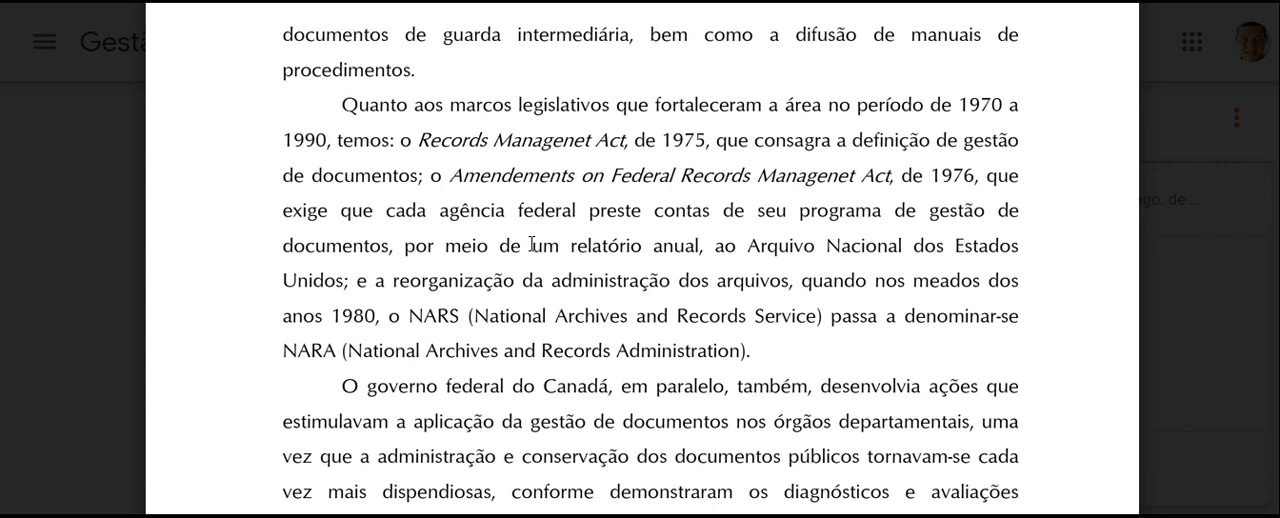 Gestã
documentos de guarda intermediária, bem como a difusão de manuais de
procedimentos.
Quanto aos marcos legislativos que fortaleceram a área no período de 1970 a
1990, temos: o Records Managenet Act, de 1975, que consagra a definição de gestão
de documentos; o Amendements on Federal Records Managenet Act, de 1976, que
exige que cada agência federal preste contas de seu programa de gestão de
ngo. de ...
documentos, por meio de um relatório anual, ao Arquivo Nacional dos Estados
Unidos; e a reorganização da administração dos arquivos, quando nos meados dos
anos 1980, o NARS (National Archives and Records Service) passa a denominar-se
NARA (National Archives and Records Administration).
O governo federal do Canadá, em paralelo, também, desenvolvia ações que
estimulavam a aplicação da gestão de documentos nos órgãos departamentais, uma
vez que a administração e conservação dos documentos públicos tornavam-se cada
vez mais dispendiosas, conforme demonstraram os diagnósticos e avaliações